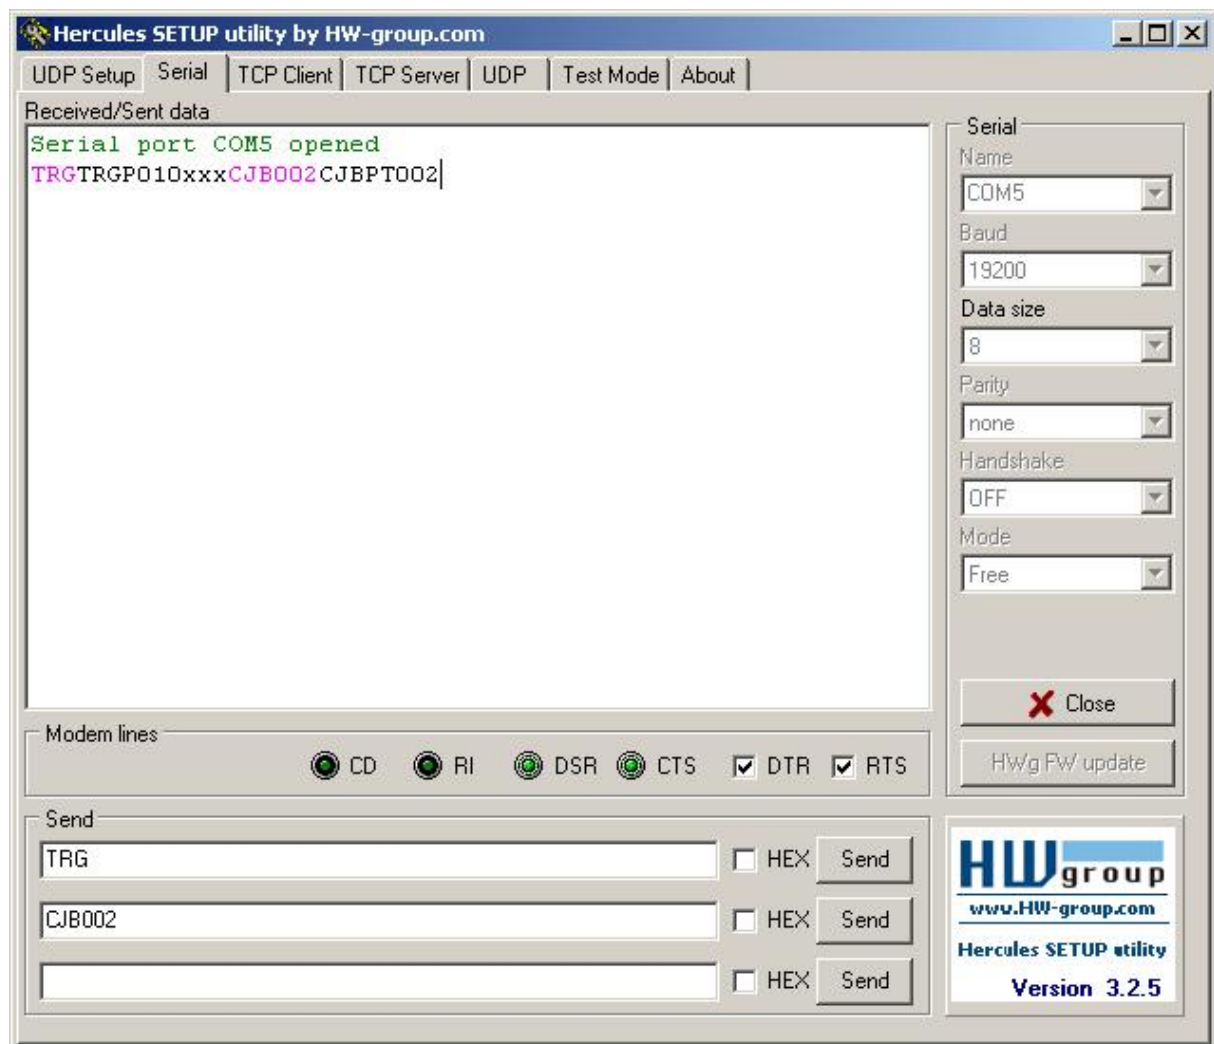 Hercules SETUP utility by HW-group.com
UDP Setup Serial TCP Client TCP Server UDP Test Mode About
Received/Sent data
Serial port COM5 opened
TRGTRGP010xxxCJB002CJBPT002
Serial
Name
COM5
Baud
19200
Data size
8
Parity
none
Handshake
OFF
Mode
Free
Close
HWg FW update
Modem lines
CD RI DSR CTS DTR RTS
Send
TRG HEX Send
CJB002 HEX Send
HEX Send
HW group
www.HW-group.com
Hercules SETUP utility
Version 3.2.5